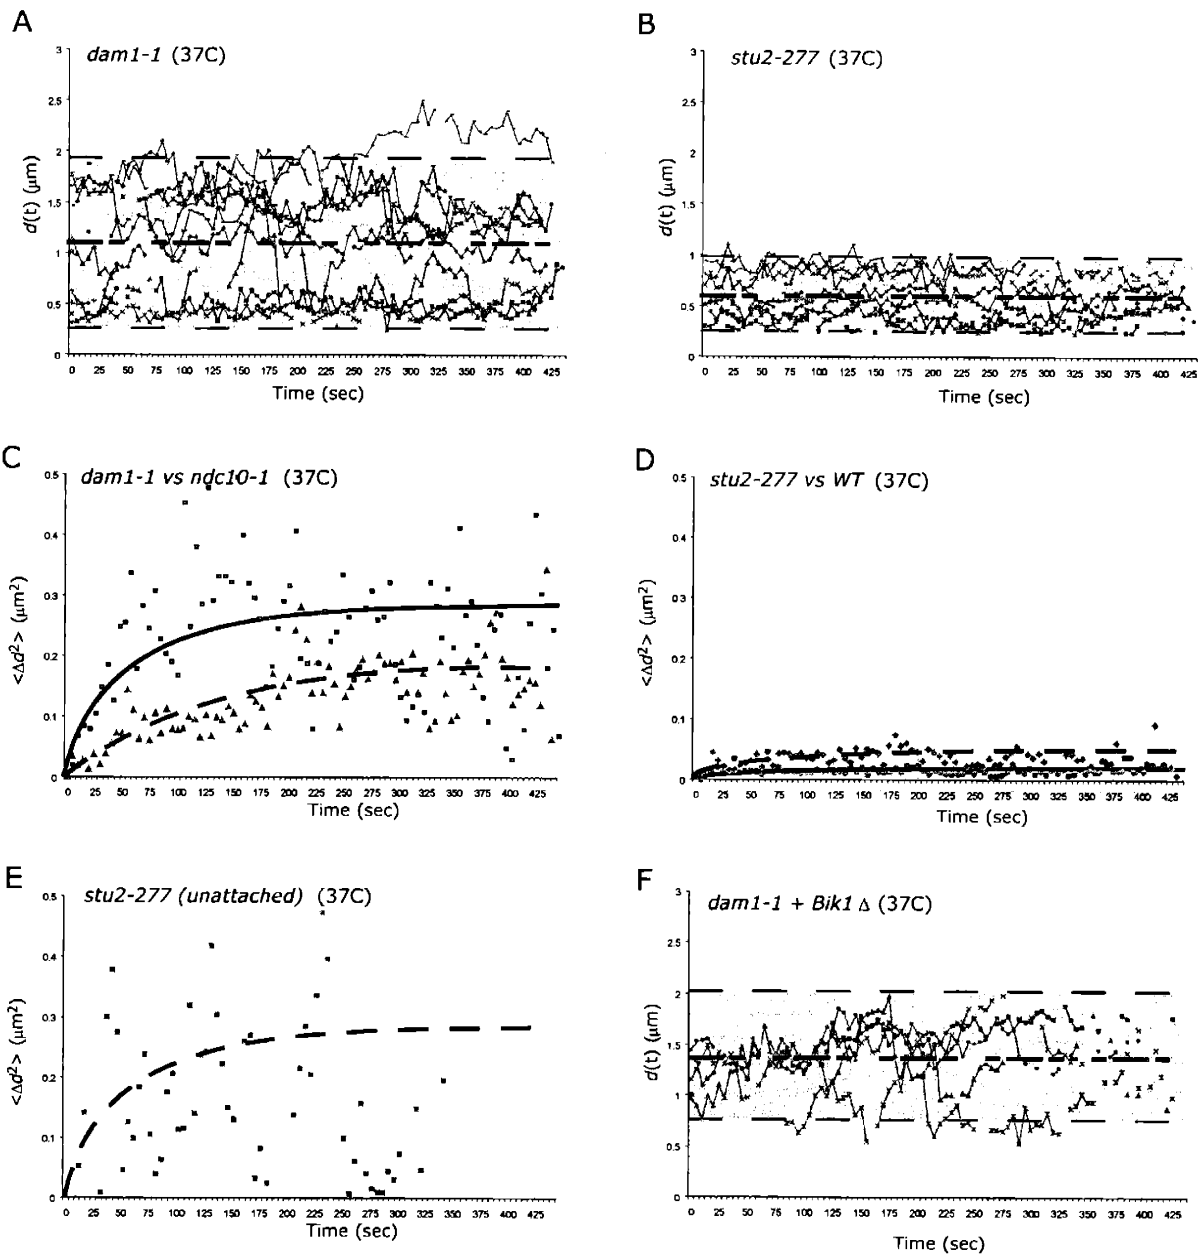 A
dam1-1 (37C)
3
2.5
2
1.5
1
0.5
0
d(t) (μm)
0 25 50 75 100 125 150 175 200 225 250 275 300 325 350 375 400 425
Time (sec)
B
stu2-277 (37C)
3
2.5
2
1.5
1
0.5
0
d(t) (μm)
0 25 50 75 100 125 150 175 200 225 250 275 300 325 350 375 400 425
Time (sec)
C
dam1-1 vs ndc10-1 (37C)
0.5
0.4
0.3
0.2
0.1
0
<Δd²> (μm²)
0 25 50 75 100 125 150 175 200 225 250 275 300 325 350 375 400 425
Time (sec)
D
stu2-277 vs WT (37C)
0.5
0.4
0.3
0.2
0.1
0
<Δd²> (μm²)
0 25 50 75 100 125 150 175 200 225 250 275 300 325 350 375 400 425
Time (sec)
E
stu2-277 (unattached) (37C)
0.5
0.4
0.3
0.2
0.1
0
<Δd²> (μm²)
0 25 50 75 100 125 150 175 200 225 250 275 300 325 350 375 400 425
Time (sec)
F
dam1-1 + Bik1 Δ (37C)
3
2.5
2
1.5
1
0.5
0
d(t) (μm)
0 25 50 75 100 125 150 175 200 225 250 275 300 325 350 375 400 425
Time (sec)